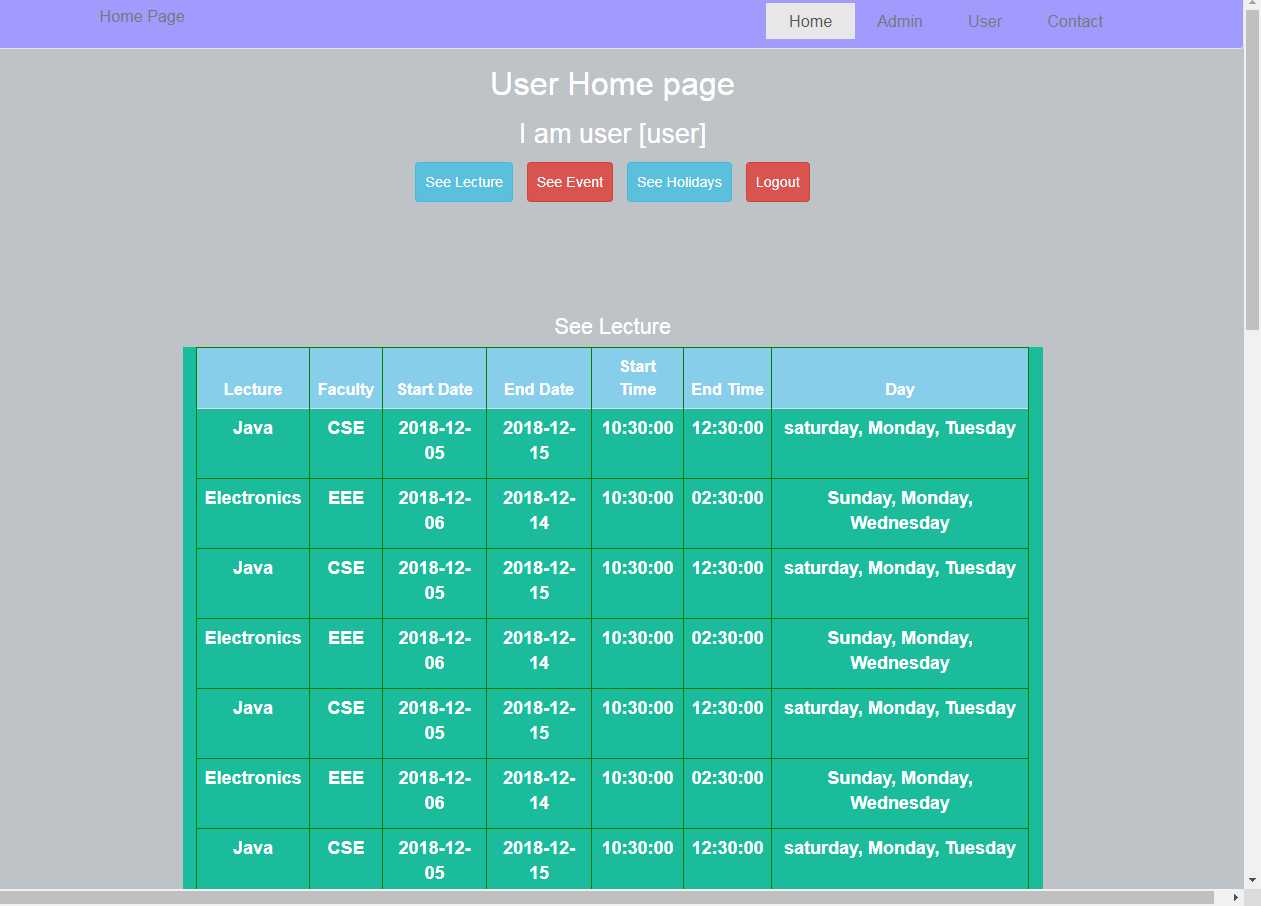 Home Page
Home Admin User Contact
User Home page
I am user [user]
See Lecture See Event See Holidays Logout
See Lecture
Start
Lecture Faculty Start Date End Date Time End Time Day
Java CSE 2018-12- 2018-12- 10:30:00 12:30:00 saturday, Monday, Tuesday
05 15
Electronics EEE 2018-12- 2018-12- 10:30:00 02:30:00 Sunday, Monday,
06 14 Wednesday
Java CSE 2018-12- 2018-12- 10:30:00 12:30:00 saturday, Monday, Tuesday
05 15
Electronics EEE 2018-12- 2018-12- 10:30:00 02:30:00 Sunday, Monday,
06 14 Wednesday
Java CSE 2018-12- 2018-12- 10:30:00 12:30:00 saturday, Monday, Tuesday
05 15
Electronics EEE 2018-12- 2018-12- 10:30:00 02:30:00 Sunday, Monday,
06 14 Wednesday
Java CSE 2018-12- 2018-12- 10:30:00 12:30:00 saturday, Monday, Tuesday
05 15